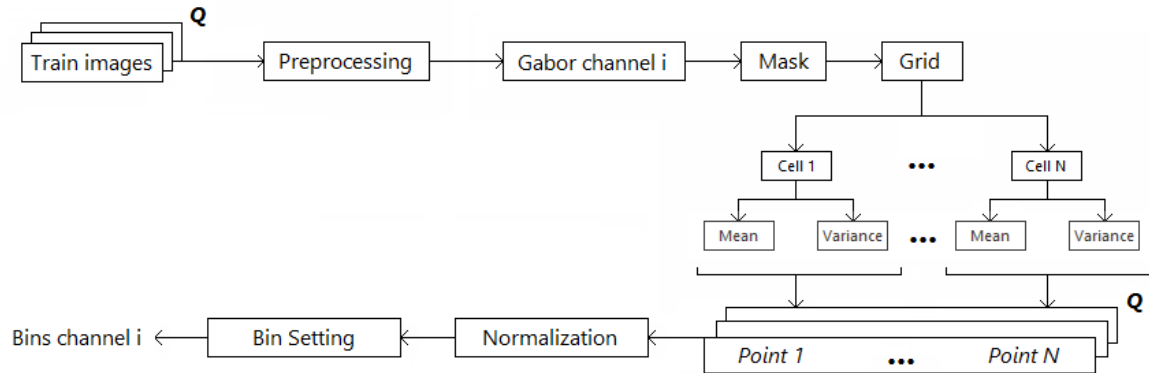 Q
Train images
Preprocessing
Gabor channel i
Mask
Grid
Cell 1
...
Cell N
Mean
Variance
...
Mean
Variance
Q
Point 1
...
Point N
Normalization
Bin Setting
Bins channel i